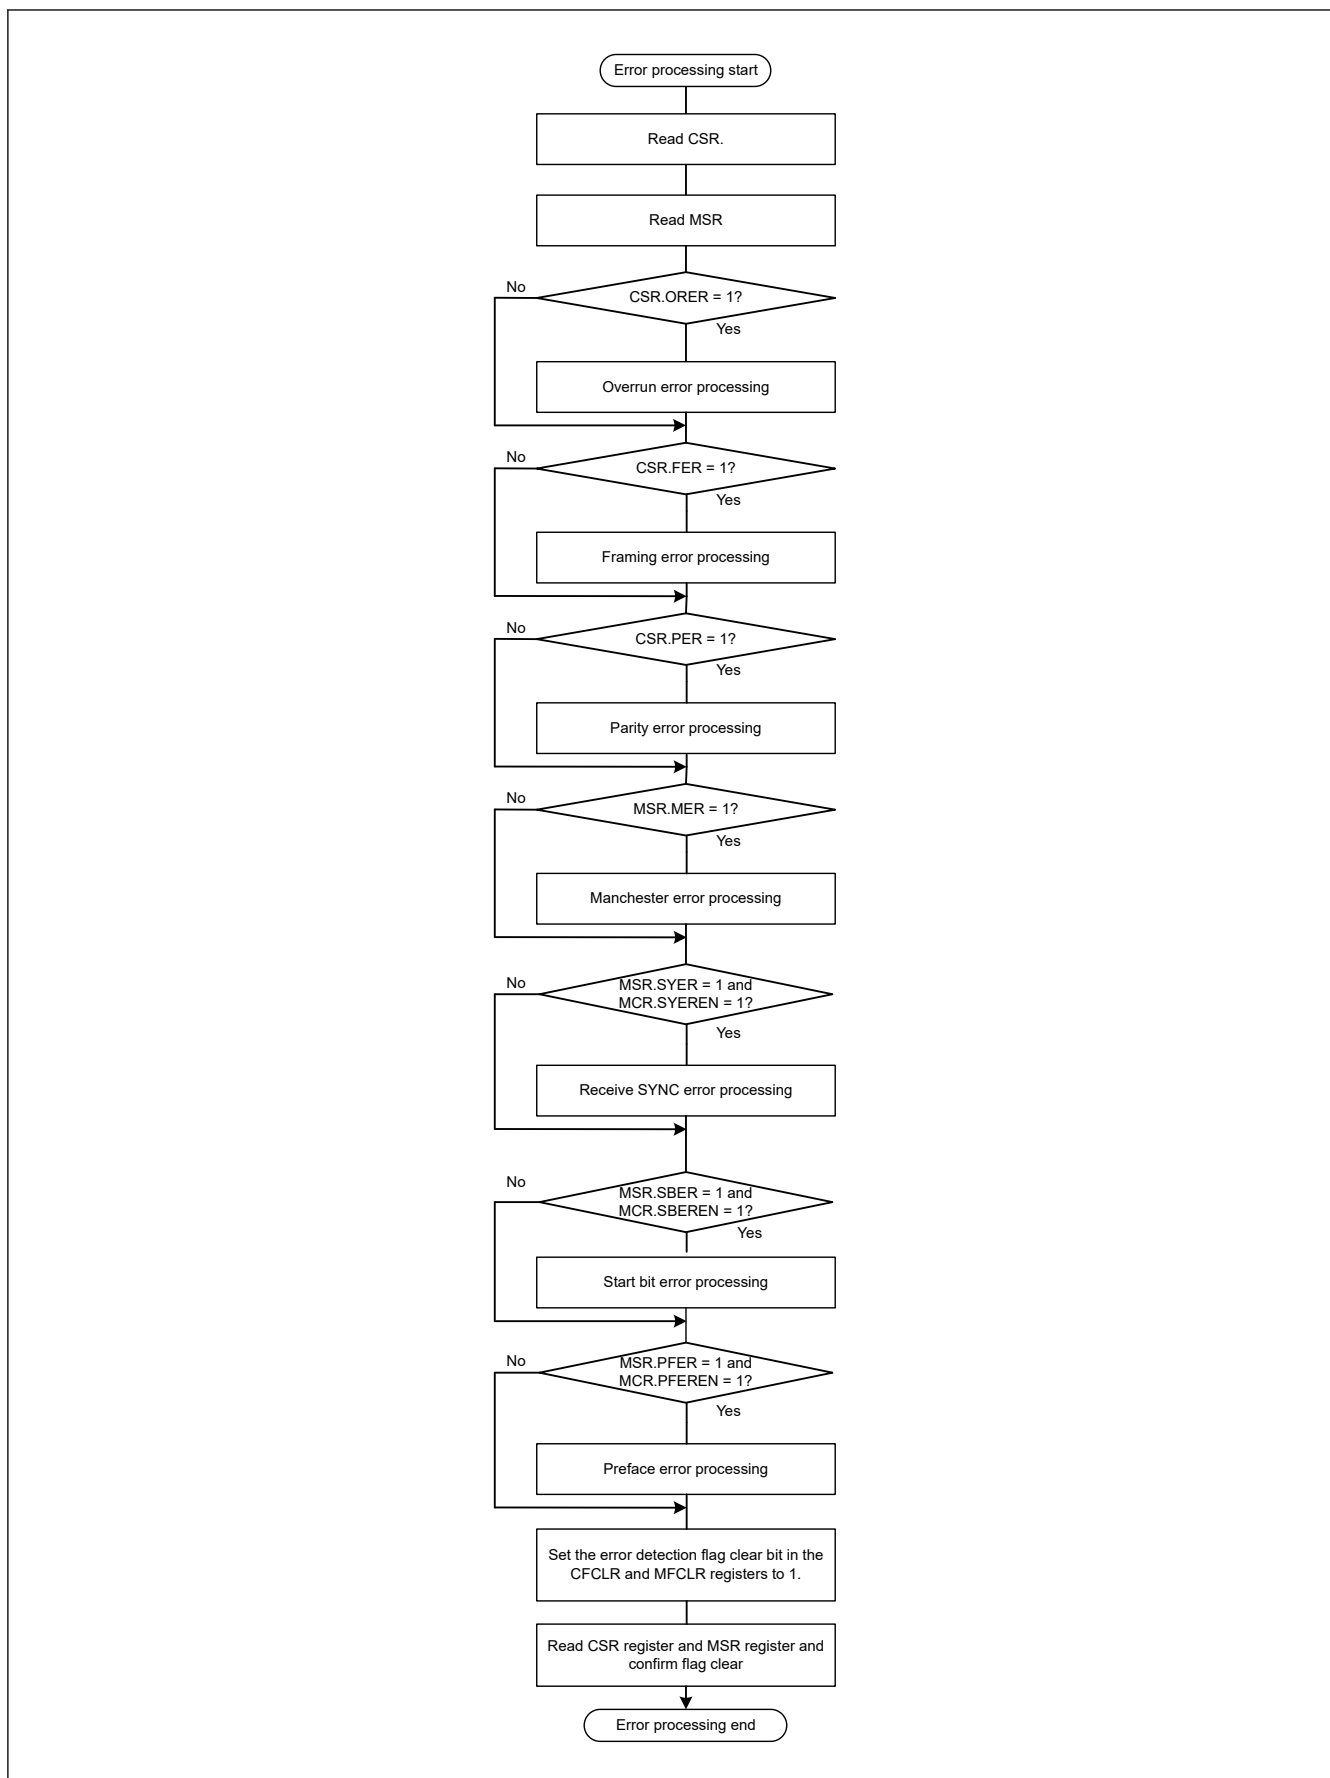 Error processing start
Read CSR.
Read MSR
No
CSR.ORER = 1?
Yes
Overrun error processing
No
CSR.FER = 1?
Yes
Framing error processing
No
CSR.PER = 1?
Yes
Parity error processing
No
MSR.MER = 1?
Yes
Manchester error processing
No
MSR.SYER = 1 and
MCR.SYEREN = 1?
Yes
Receive SYNC error processing
No
MSR.SBER = 1 and
MCR.SBEREN = 1?
Yes
Start bit error processing
No
MSR.PFER = 1 and
MCR.PFEREN = 1?
Yes
Preface error processing
Set the error detection flag clear bit in the
CFCLR and MFCLR registers to 1.
Read CSR register and MSR register and
confirm flag clear
Error processing end